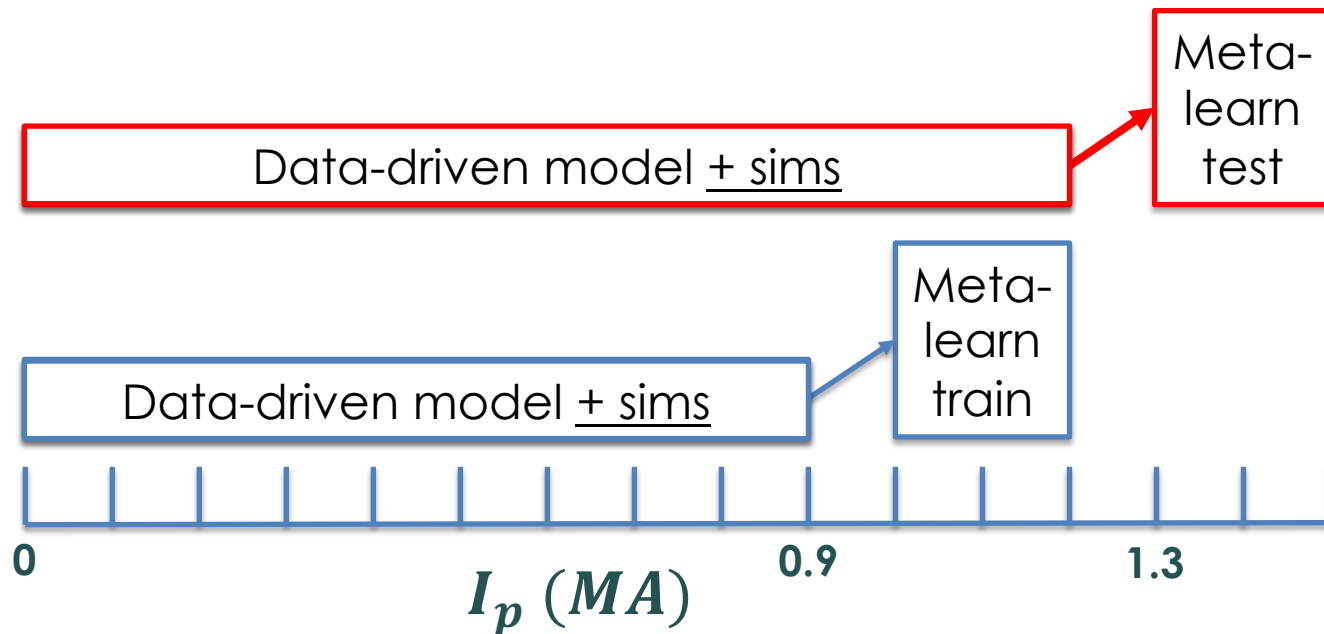 Meta-
learn
test
Data-driven model + sims
Meta-
learn
train
Data-driven model + sims
0
0.9
1.3
I_p (MA)